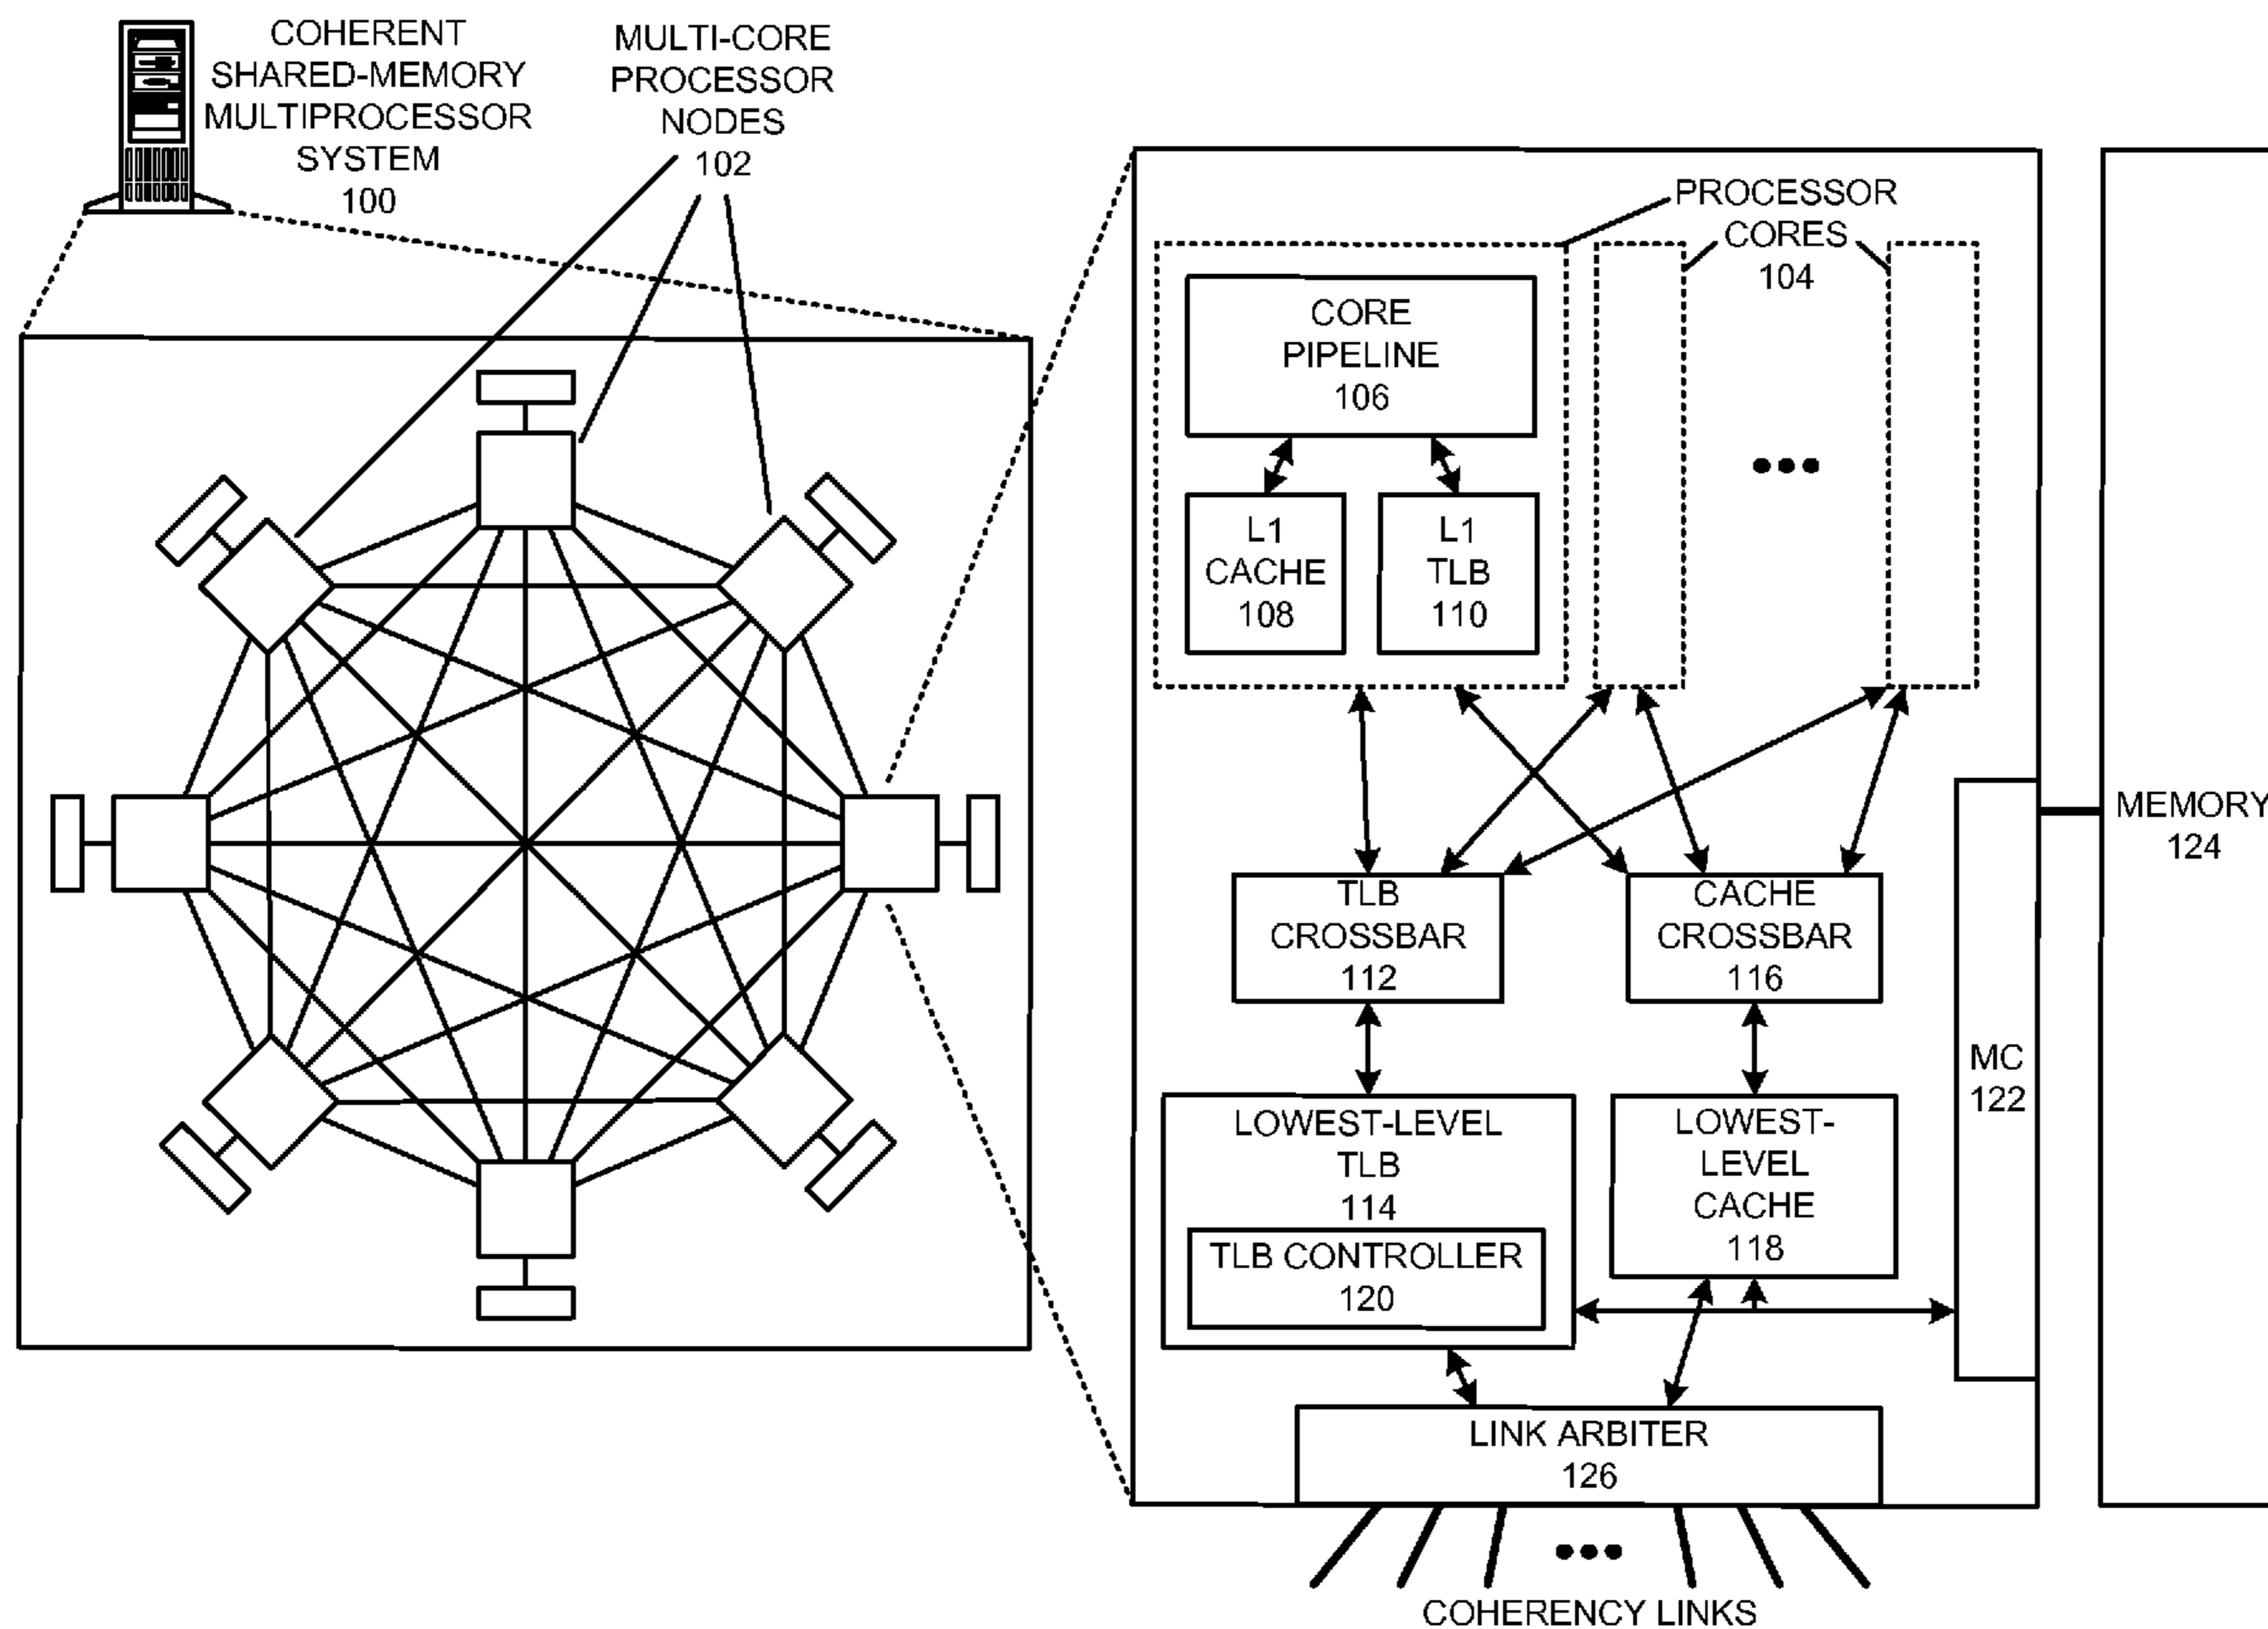 COHERENT
SHARED-MEMORY
MULTIPROCESSOR
SYSTEM
100
MULTI-CORE
PROCESSOR
NODES
102
PROCESSOR
CORES
104
CORE
PIPELINE
106
L1
CACHE
108
L1
TLB
110
TLB
CROSSBAR
112
CACHE
CROSSBAR
116
MC
122
MEMORY
124
LOWEST-LEVEL
TLB
114
TLB CONTROLLER
120
LOWEST-
LEVEL
CACHE
118
LINK ARBITER
126
COHERENCY LINKS